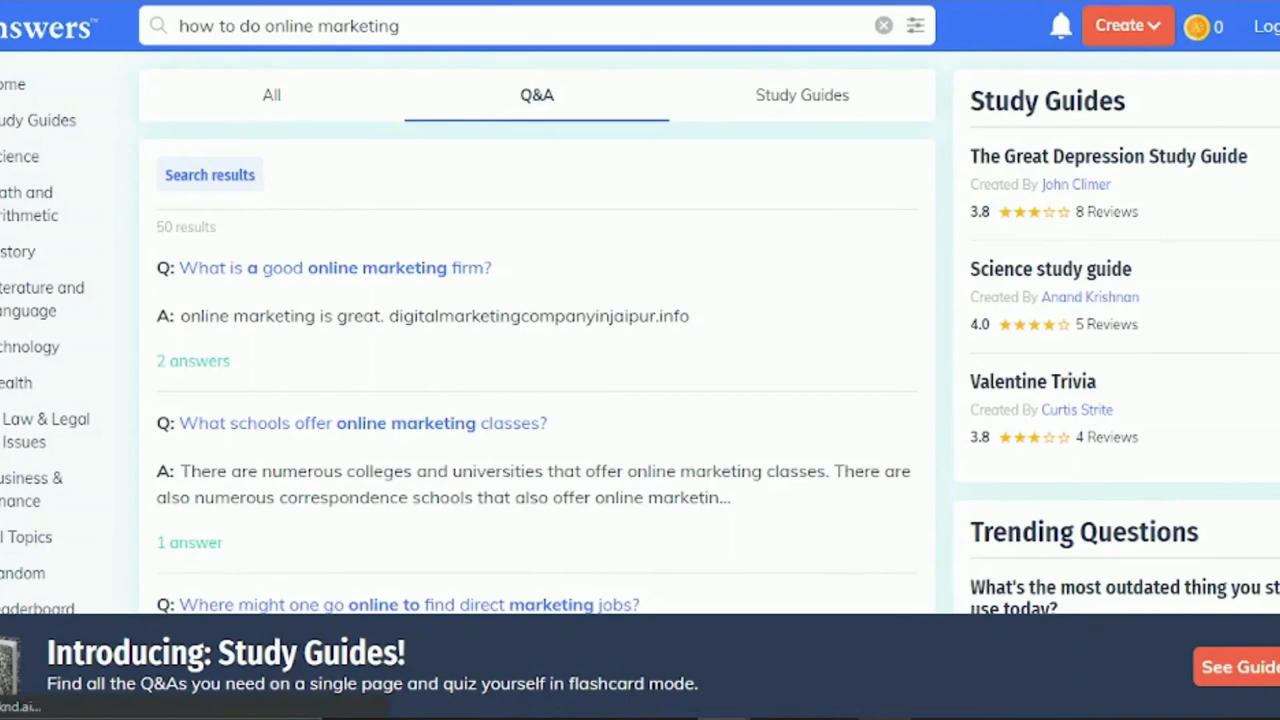 nswers™
how to do online marketing
Create
0
Log
ome
udy Guides
cience
ath and
rithmetic
story
terature and
nguage
chnology
ealth
Law & Legal
Issues
usiness &
nance
l Topics
andom
eaderboard
All
Q&A
Study Guides
Search results
50 results
Q: What is a good online marketing firm?
A: online marketing is great. digitalmarketingcompanyinjaipur.info
2 answers
Q: What schools offer online marketing classes?
A: There are numerous colleges and universities that offer online marketing classes. There are
also numerous correspondence schools that also offer online marketin...
1 answer
Q: Where might one go online to find direct marketing jobs?
Study Guides
The Great Depression Study Guide
Created By John Climer
3.8 ★★★☆☆ 8 Reviews
Science study guide
Created By Anand Krishnan
4.0 ★★★★☆ 5 Reviews
Valentine Trivia
Created By Curtis Strite
3.8 ★★★☆☆ 4 Reviews
Trending Questions
What's the most outdated thing you st
use today?
Introducing: Study Guides!
Find all the Q&As you need on a single page and quiz yourself in flashcard mode.
See Guide
knd.ai...